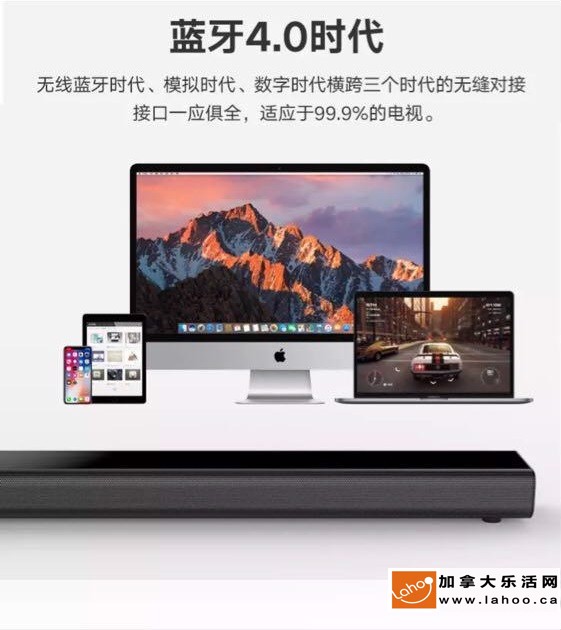 蓝牙4.0时代
无线蓝牙时代、模拟时代、数字时代横跨三个时代的无缝对接
接口一应俱全，适应于99.9%的电视。
Lahoo
加拿大乐活网
www.lahoo.ca